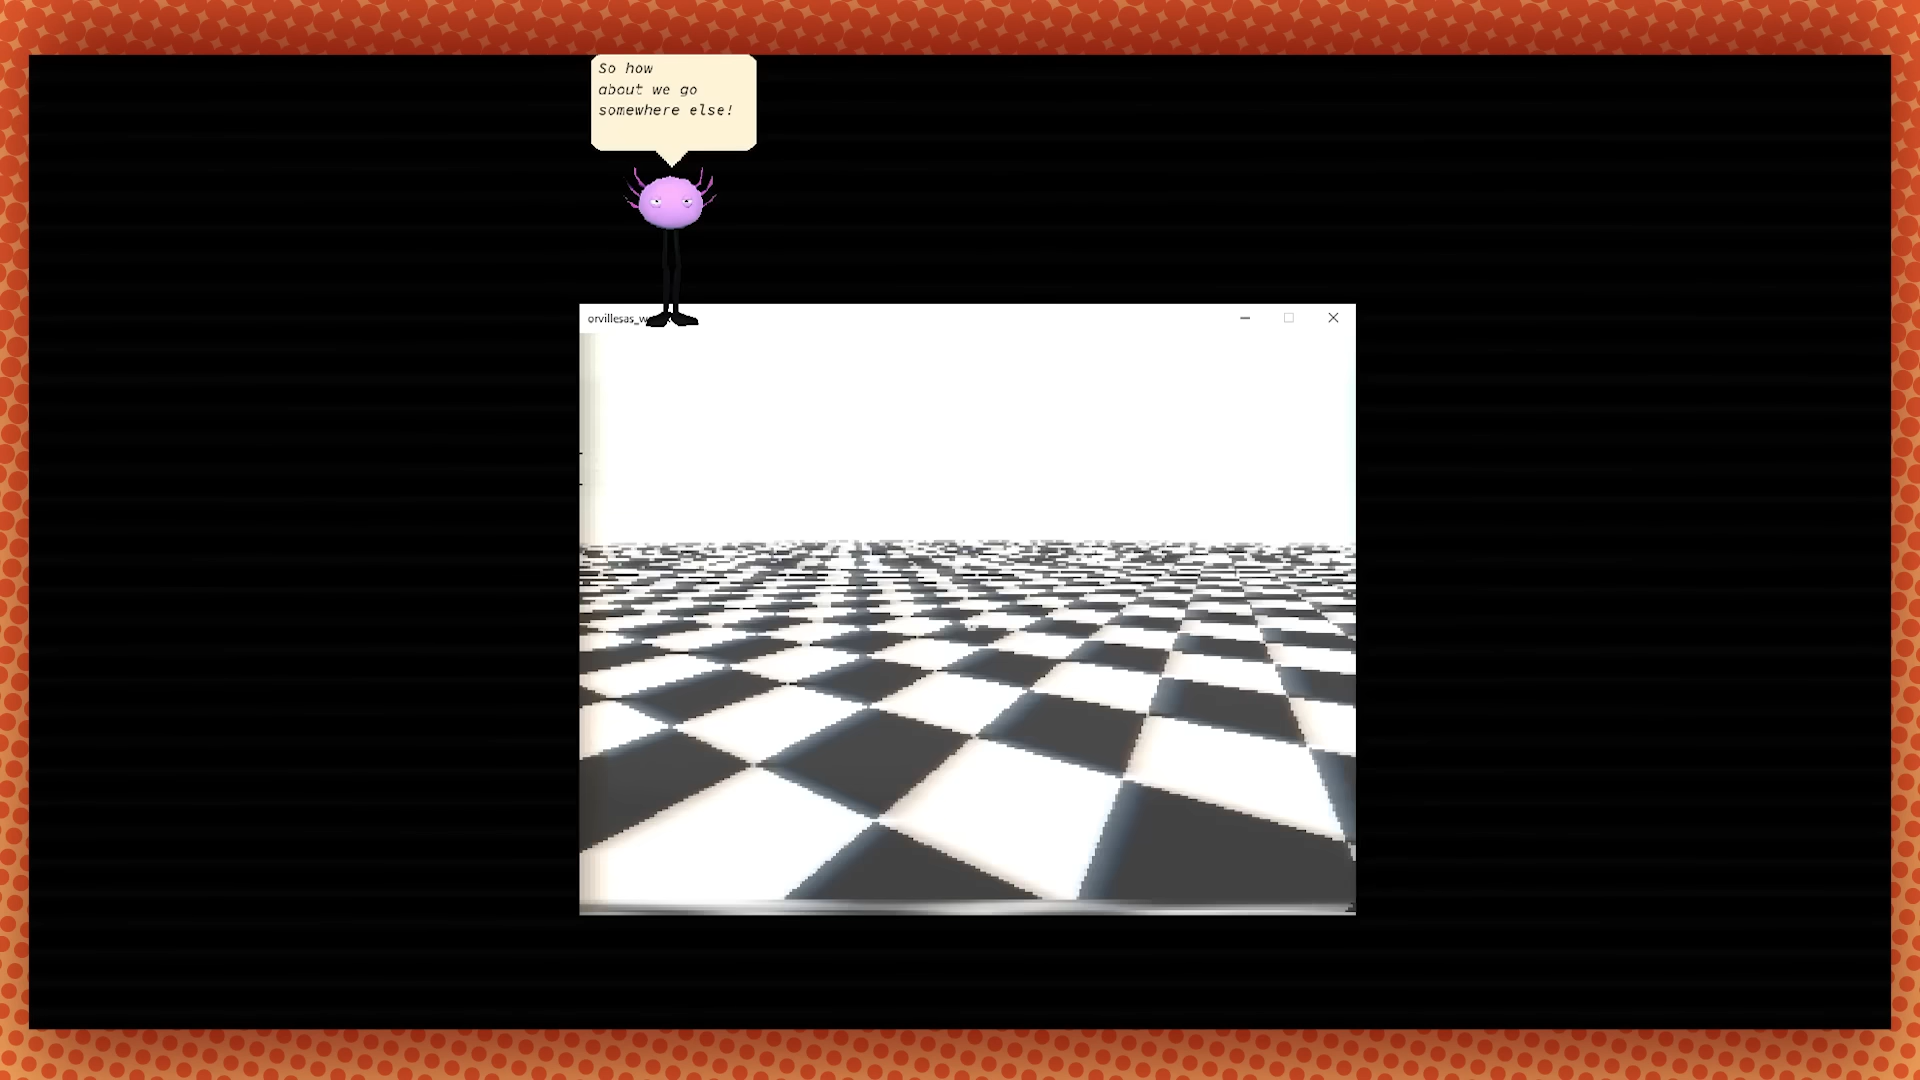 So how
about we go
somewhere else!
orvillesas_w